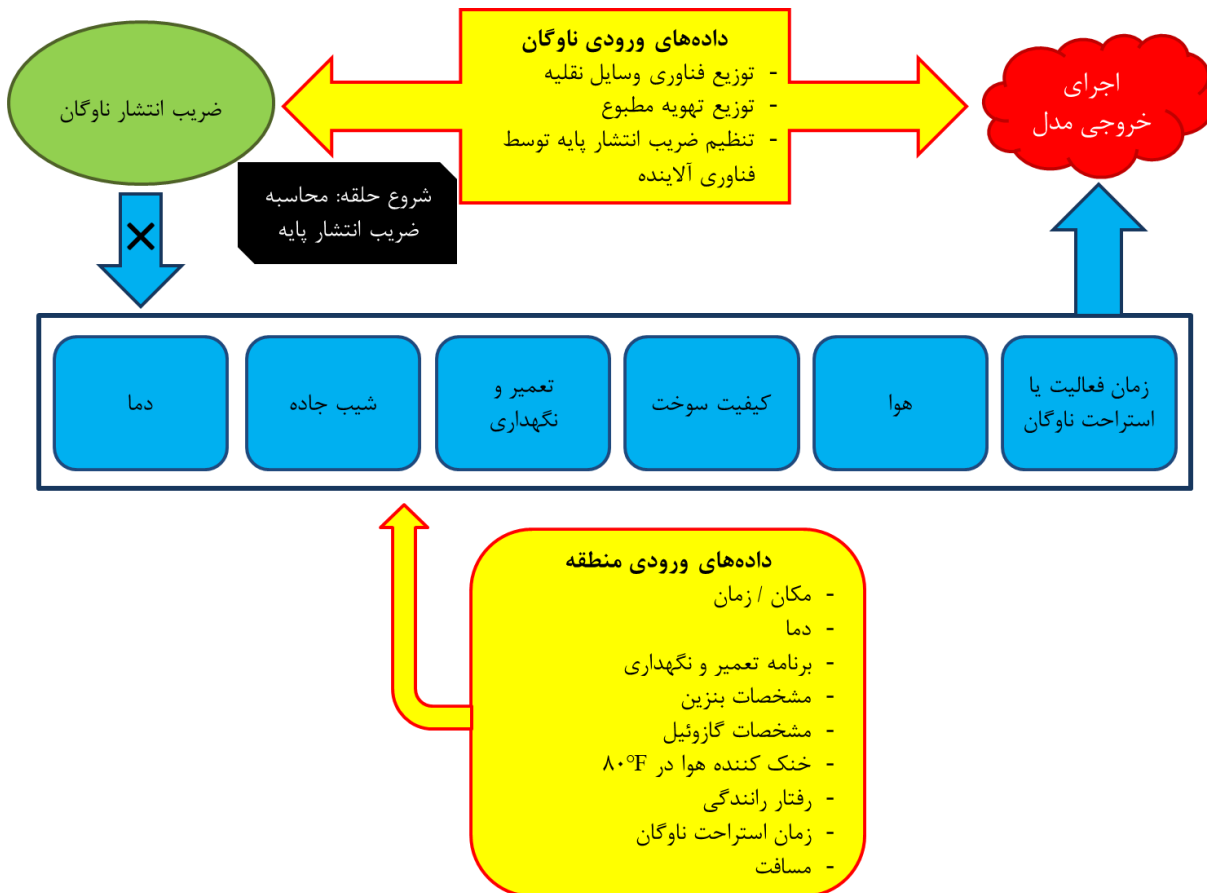 داده‌های ورودی ناوگان
- توزیع فناوری وسایل نقلیه
- توزیع تهویه مطبوع
- تنظیم ضریب انتشار پایه توسط
فناوری آلاینده
اجرای
خروجی مدل
ضریب انتشار ناوگان
شروع حلقه: محاسبه
ضریب انتشار پایه
زمان فعالیت یا
استراحت ناوگان
هوا
کیفیت سوخت
تعمیر و
نگهداری
شیب جاده
دما
داده‌های ورودی منطقه
- مکان / زمان
- دما
- برنامه تعمیر و نگهداری
- مشخصات بنزین
- مشخصات گازوئیل
- خنک کننده هوا در ۸۰°F
- رفتار رانندگی
- زمان استراحت ناوگان
- مسافت